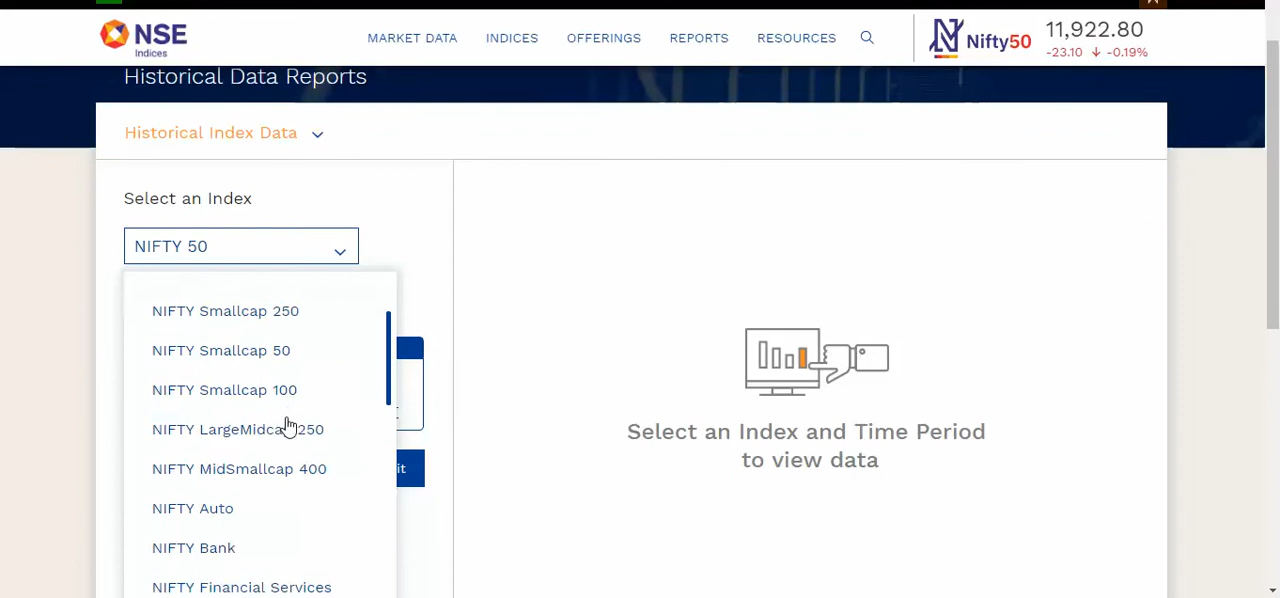 NSE
Indices
MARKET DATA
INDICES
OFFERINGS
REPORTS
RESOURCES
Nifty50
11,922.80
-23.10 ↓ -0.19%
Historical Data Reports
Historical Index Data
Select an Index
NIFTY 50
NIFTY Smallcap 250
NIFTY Smallcap 50
NIFTY Smallcap 100
NIFTY LargeMidcap 250
NIFTY MidSmallcap 400
NIFTY Auto
NIFTY Bank
NIFTY Financial Services
Select an Index and Time Period
to view data